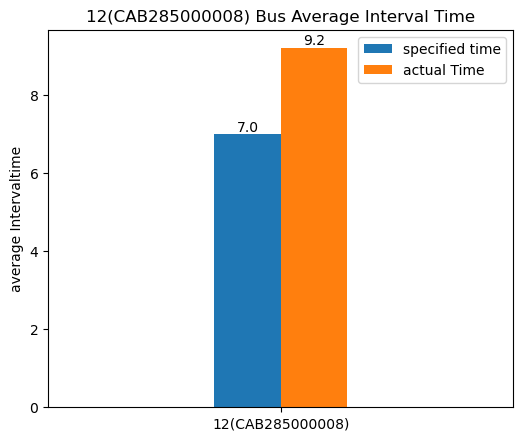 12(CAB285000008) Bus Average Interval Time
specified time
actual Time
9.2
7.0
average Intervaltime
8
6
4
2
0
12(CAB285000008)